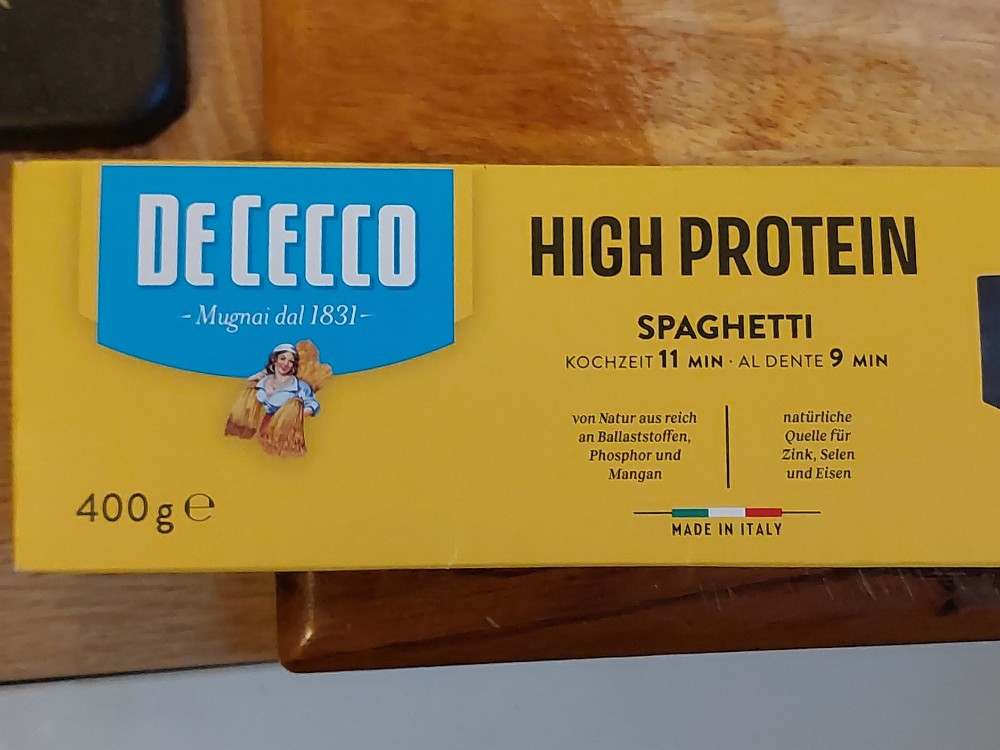 DE CECCO
- Mugnai dal 1831 -
400 g ℮
HIGH PROTEIN
SPAGHETTI
KOCHZEIT 11 MIN · AL DENTE 9 MIN
von Natur aus reich
an Ballaststoffen,
Phosphor und
Mangan
natürliche
Quelle für
Zink, Selen
und Eisen
MADE IN ITALY